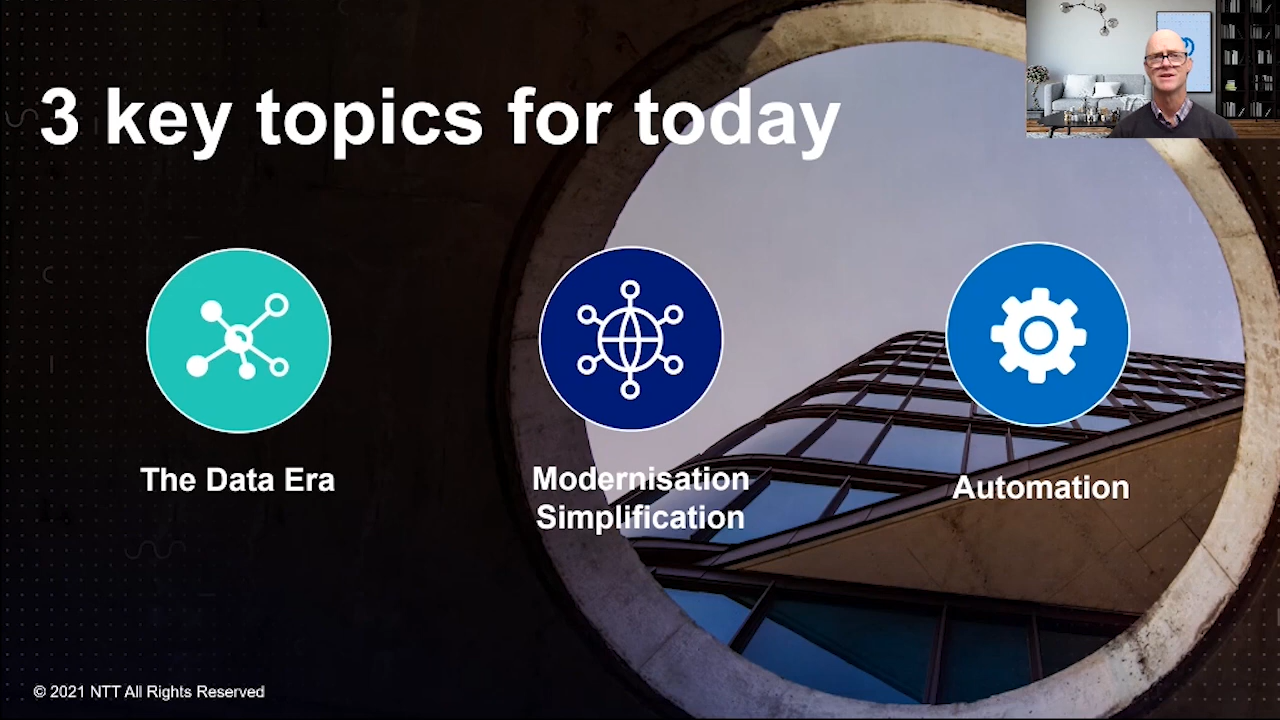 3 key topics for today
The Data Era
Modernisation
Simplification
Automation
© 2021 NTT All Rights Reserved